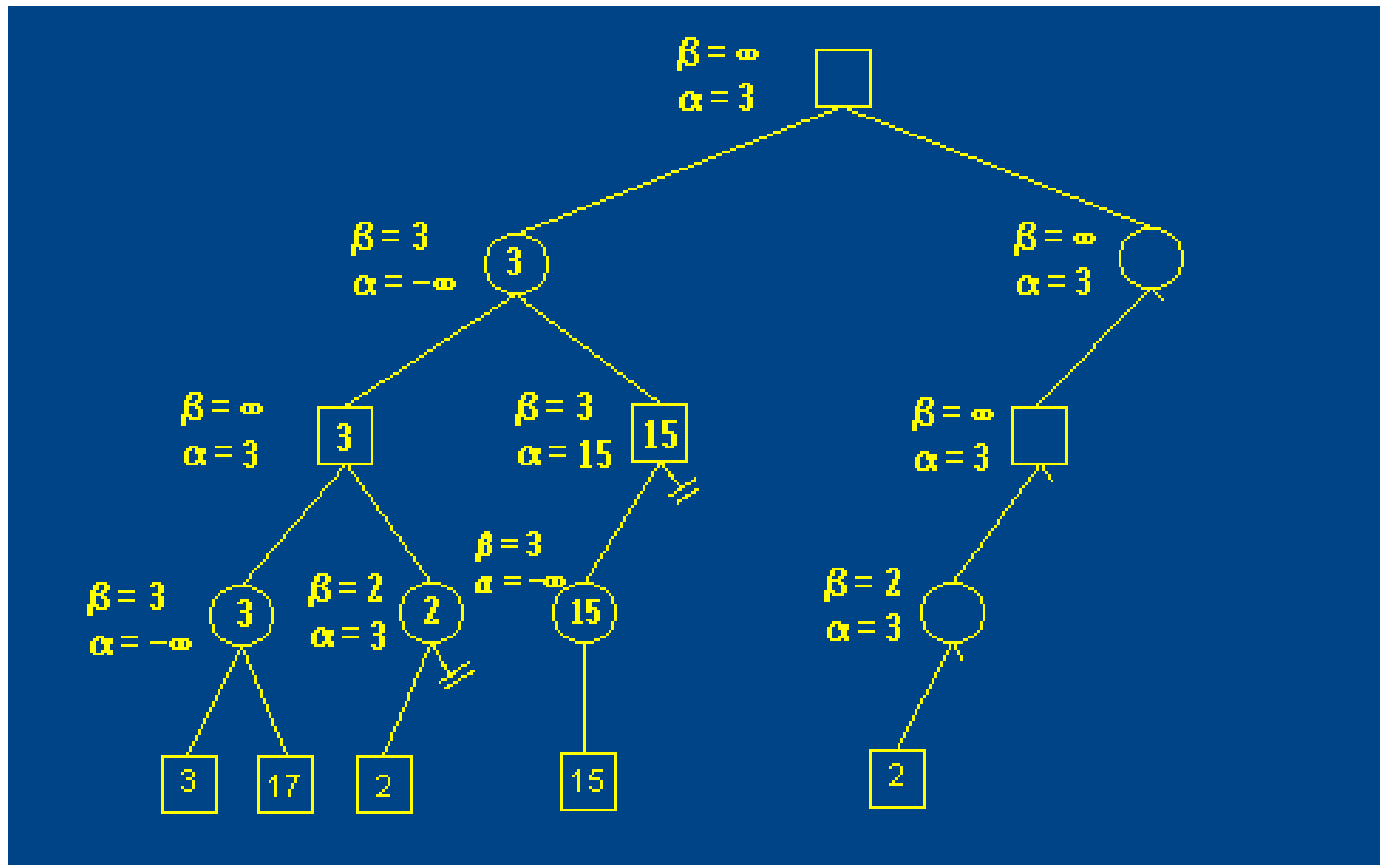 β = ∞
α = 3
β = 3
α = −∞
3
β = ∞
α = 3
β = ∞
α = 3
3
β = 3
α = 15
15
β = ∞
α = 3
β = 3
α = −∞
3
β = 2
α = 3
2
β = 3
α = −∞
15
β = 2
α = 3
3
17
2
15
2